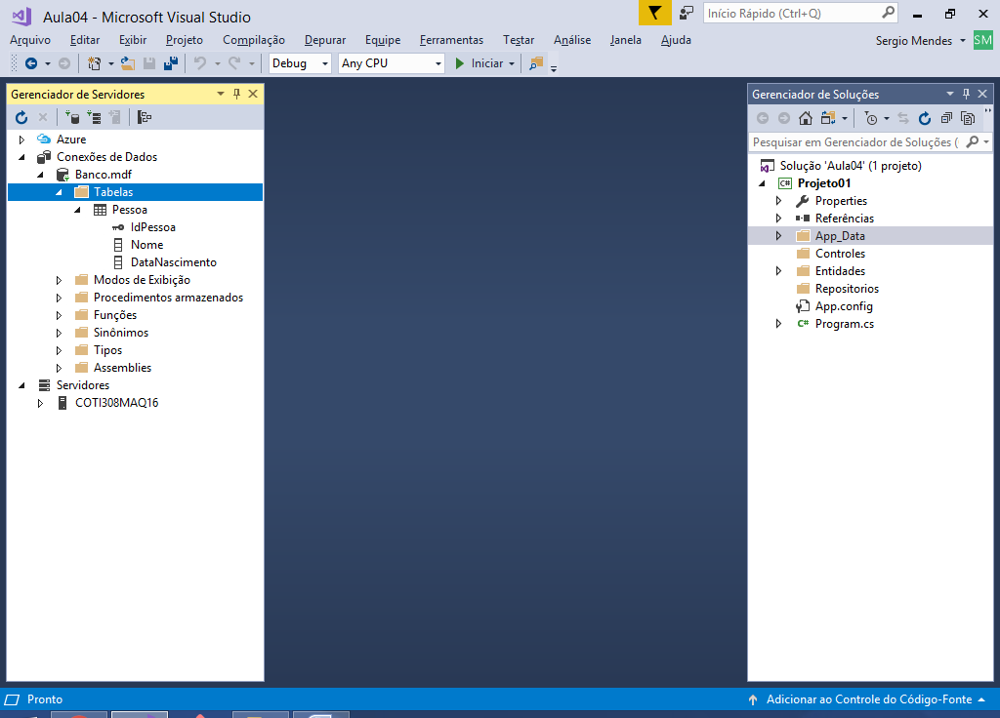 Aula04 - Microsoft Visual Studio
Início Rápido (Ctrl+Q)
Arquivo Editar Exibir Projeto Compilação Depurar Equipe Ferramentas Testar Análise Janela Ajuda
Sergio Mendes SM
Debug Any CPU Iniciar
Gerenciador de Servidores
Azure
Conexões de Dados
Banco.mdf
Tabelas
Pessoa
IdPessoa
Nome
DataNascimento
Modos de Exibição
Procedimentos armazenados
Funções
Sinônimos
Tipos
Assemblies
Servidores
COTI308MAQ16
Gerenciador de Soluções
Pesquisar em Gerenciador de Soluções (
Solução 'Aula04' (1 projeto)
C# Projeto01
Properties
Referências
App_Data
Controles
Entidades
Repositorios
App.config
C# Program.cs
Pronto
Adicionar ao Controle do Código-Fonte